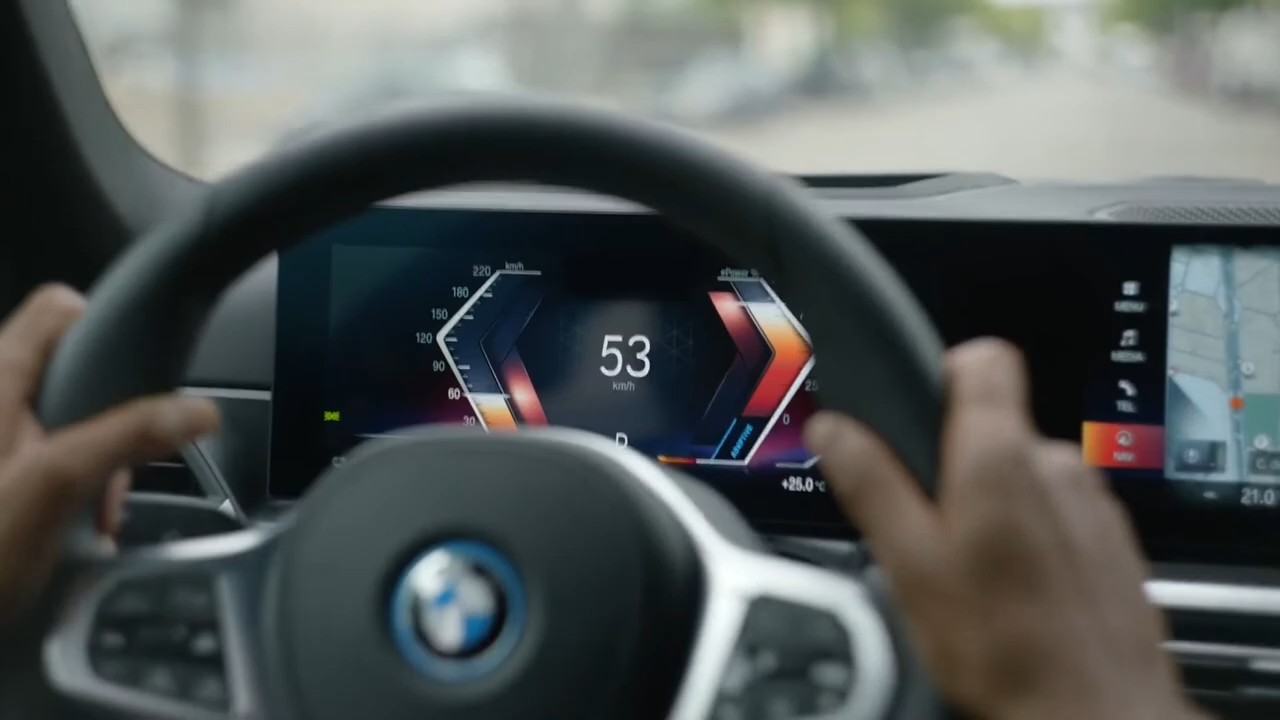 220 km/h
180
150
120
90
60
30
53
km/h
D
ePower %
25
0
ADAPTIVE
+25.0 °C
MENU
MEDIA
TEL
NAV
21.0